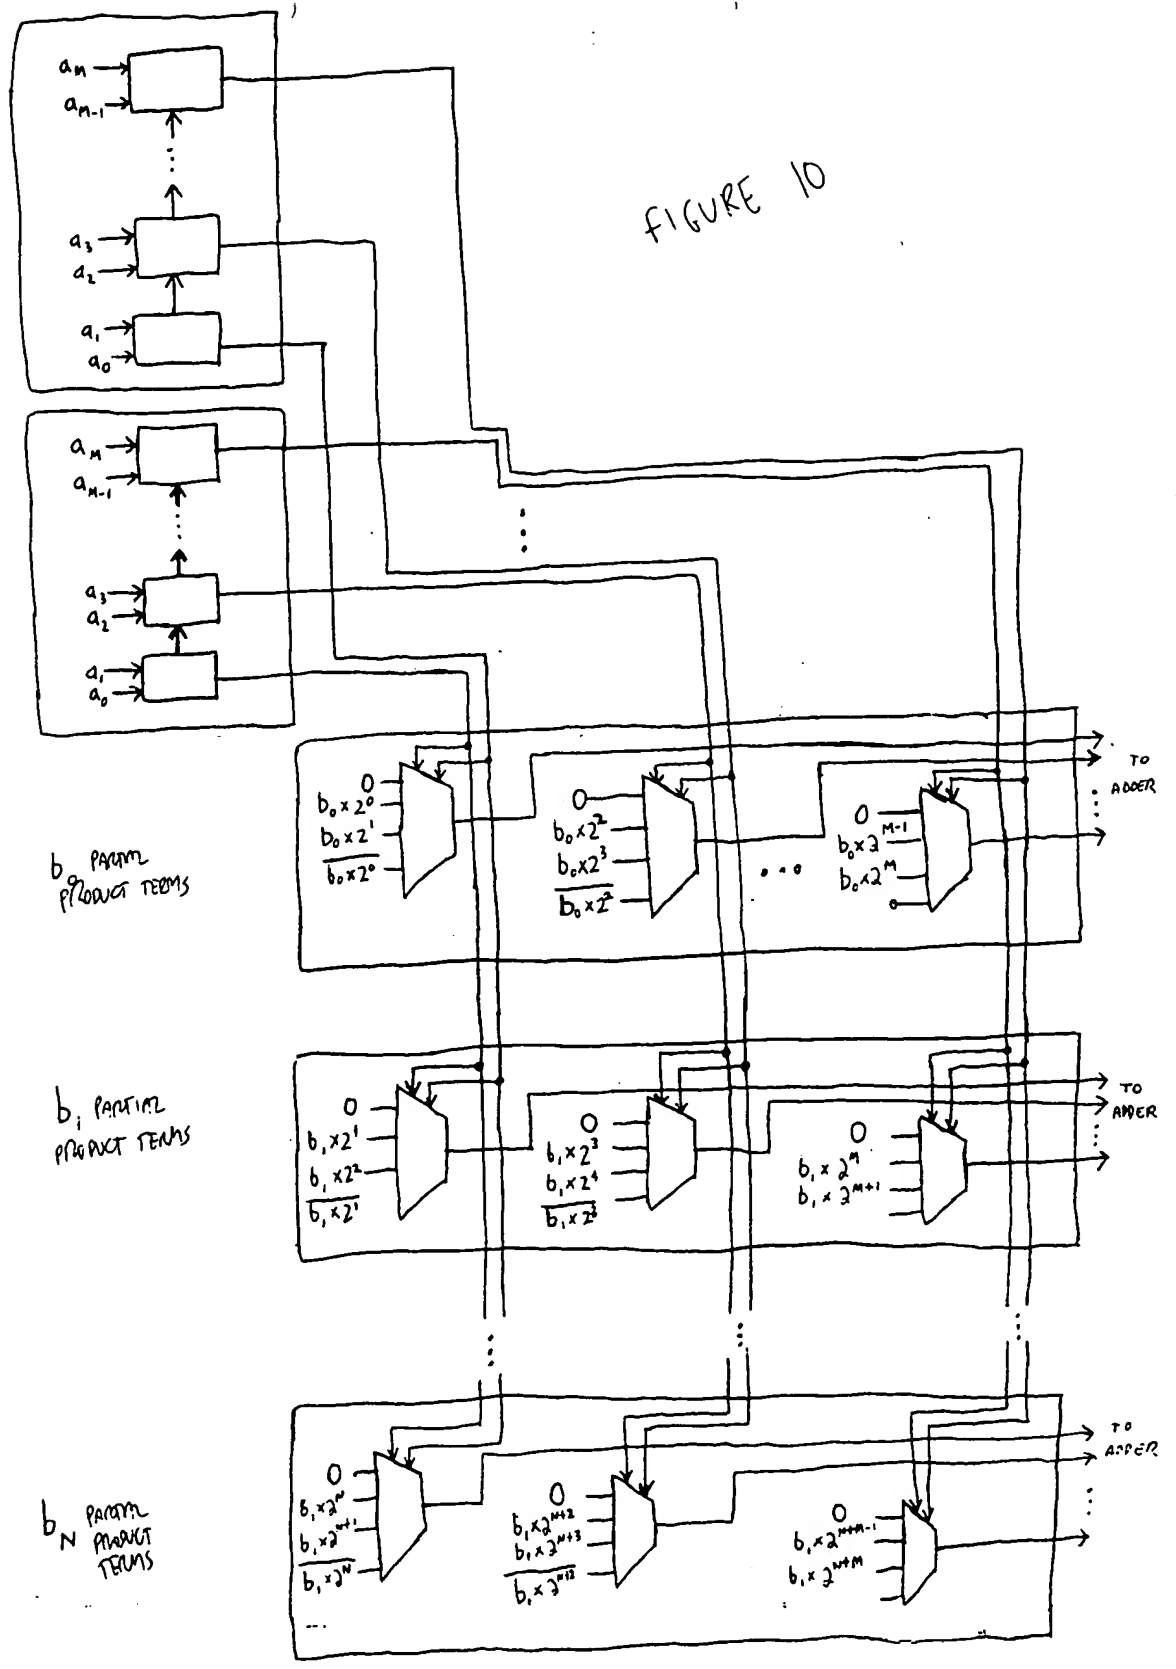 a_M
a_M-1
FIGURE 10
a_3
a_2
a_1
a_0
a_M
a_M-1
a_3
a_2
a_1
a_0
TO
ADDER
0
b_0 × 2^0
b_0 × 2^1
b_0 × 2^0
0
b_0 × 2^2
b_0 × 2^3
b_0 × 2^2
0
b_0 × 2^M-1
b_0 × 2^M
b_0 PARTIAL
PRODUCT TERMS
TO
ADDER
0
b_1 × 2^1
b_1 × 2^2
b_1 × 2^1
0
b_1 × 2^3
b_1 × 2^4
b_1 × 2^3
0
b_1 × 2^M
b_1 × 2^M+1
b_1 PARTIAL
PRODUCT TERMS
TO
ADDER
0
b_1 × 2^N
b_1 × 2^N+1
b_1 × 2^N
0
b_1 × 2^N+2
b_1 × 2^N+3
b_1 × 2^N+2
0
b_1 × 2^N+M-1
b_1 × 2^N+M
b_N PARTIAL
PRODUCT
TERMS